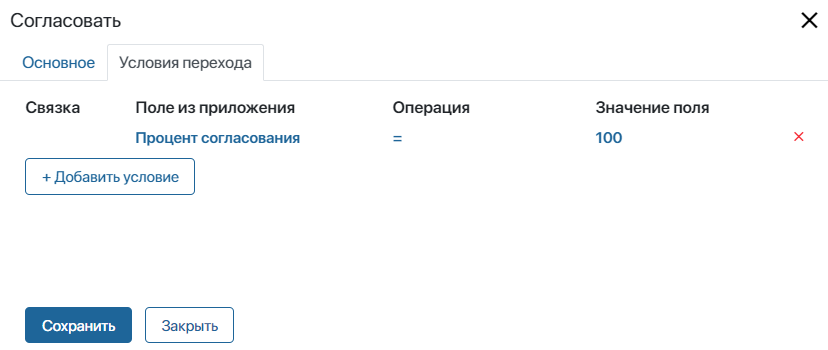 Согласовать
Основное Условия перехода
Связка Поле из приложения Операция Значение поля
Процент согласования = 100
+ Добавить условие
Сохранить Закрыть